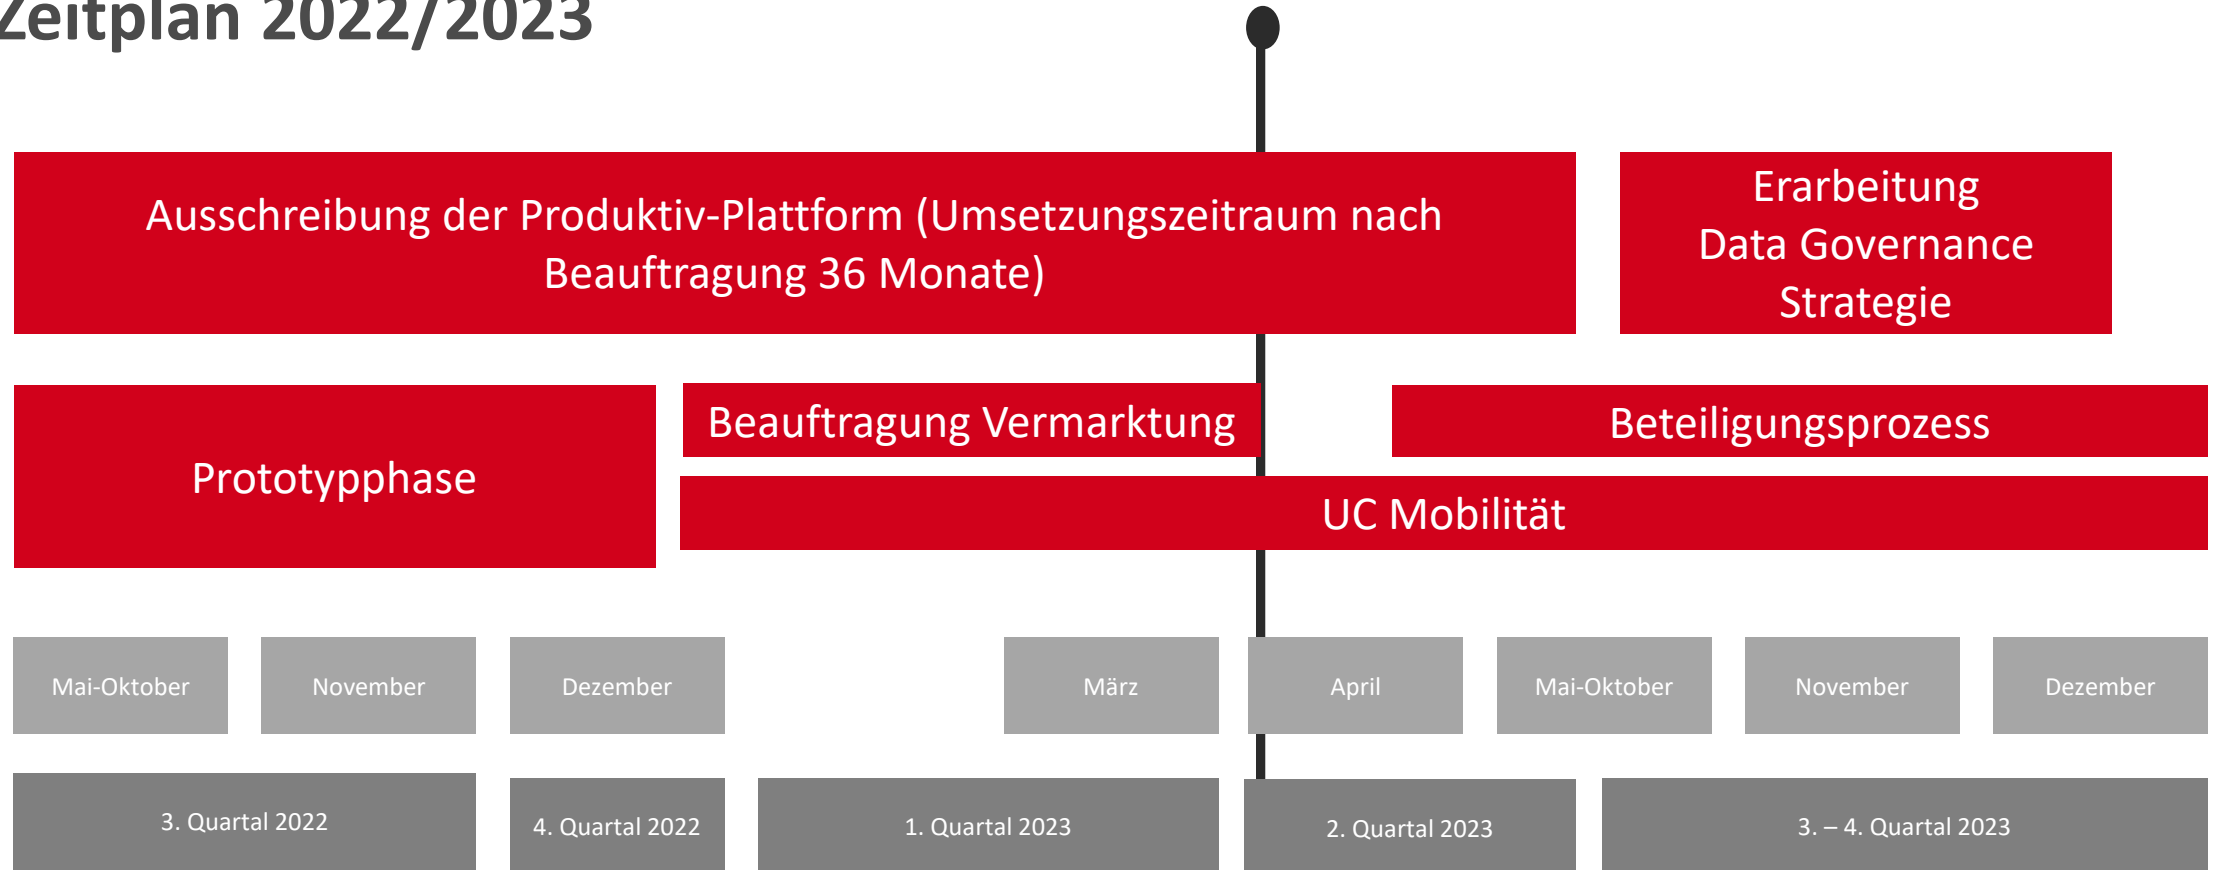 Zeitplan 2022/2023
Ausschreibung der Produktiv-Plattform (Umsetzungszeitraum nach
Beauftragung 36 Monate)
Erarbeitung
Data Governance
Strategie
Prototypphase
Beauftragung Vermarktung
Beteiligungsprozess
UC Mobilität
Mai-Oktober
November
Dezember
März
April
Mai-Oktober
November
Dezember
3. Quartal 2022
4. Quartal 2022
1. Quartal 2023
2. Quartal 2023
3. – 4. Quartal 2023